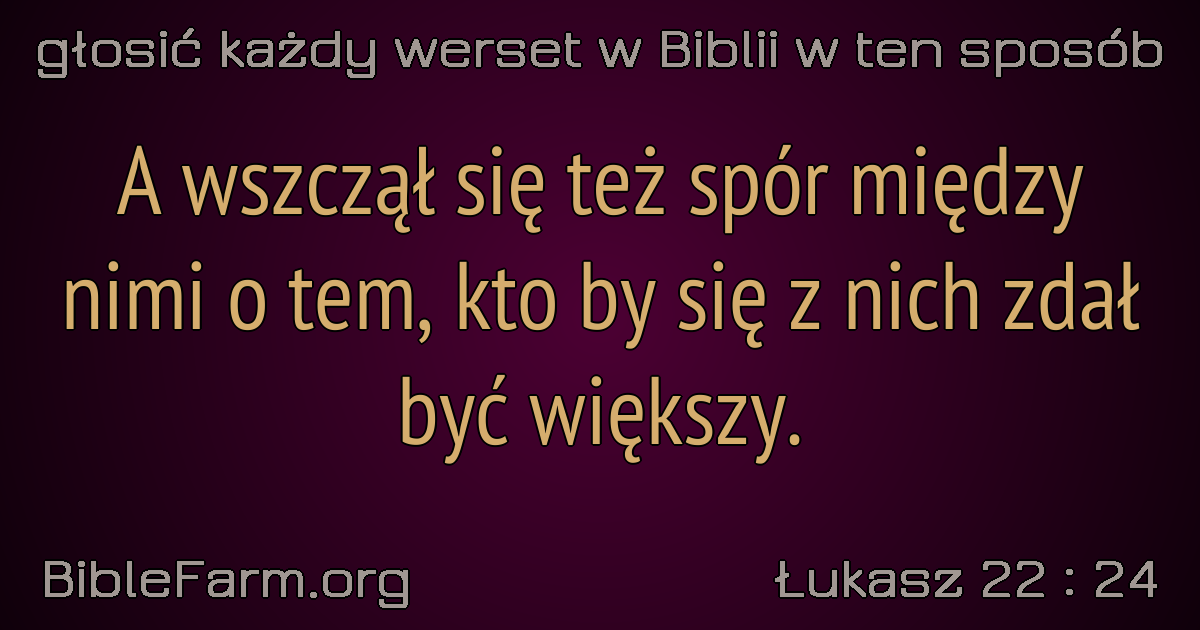 głosić każdy werset w Biblii w ten sposób
A wszczął się też spór między
nimi o tem, kto by się z nich zdał
być większy.
BibleFarm.org
Łukasz 22 : 24